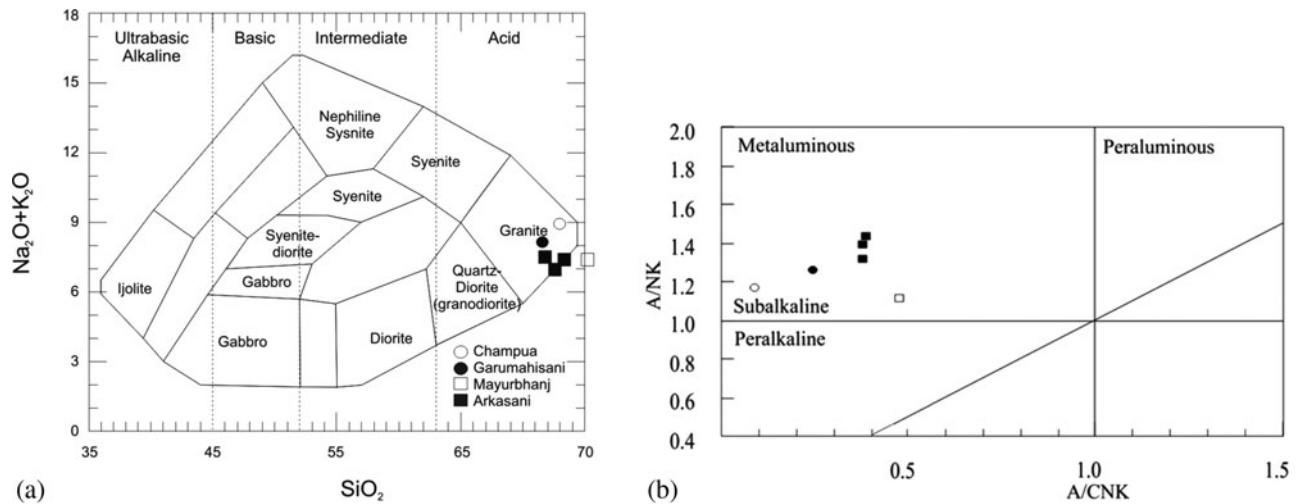 18
15
12
9
6
3
0
Na2O+K2O
Ultrabasic
Alkaline
Basic
Intermediate
Acid
Nephiline
Sysnite
Syenite
Syenite
Syenite-
diorite
Granite
Gabbro
Quartz-
Diorite
(granodiorite)
Ijolite
Gabbro
Diorite
Champua
Garumahisani
Mayurbhanj
Arkasani
35 45 55 65 70
(a)
SiO2
2.0
1.8
1.6
1.4
1.2
1.0
0.8
0.6
0.4
A/NK
Metaluminous
Peraluminous
Subalkaline
Peralkaline
0.5 1.0 1.5
(b)
A/CNK